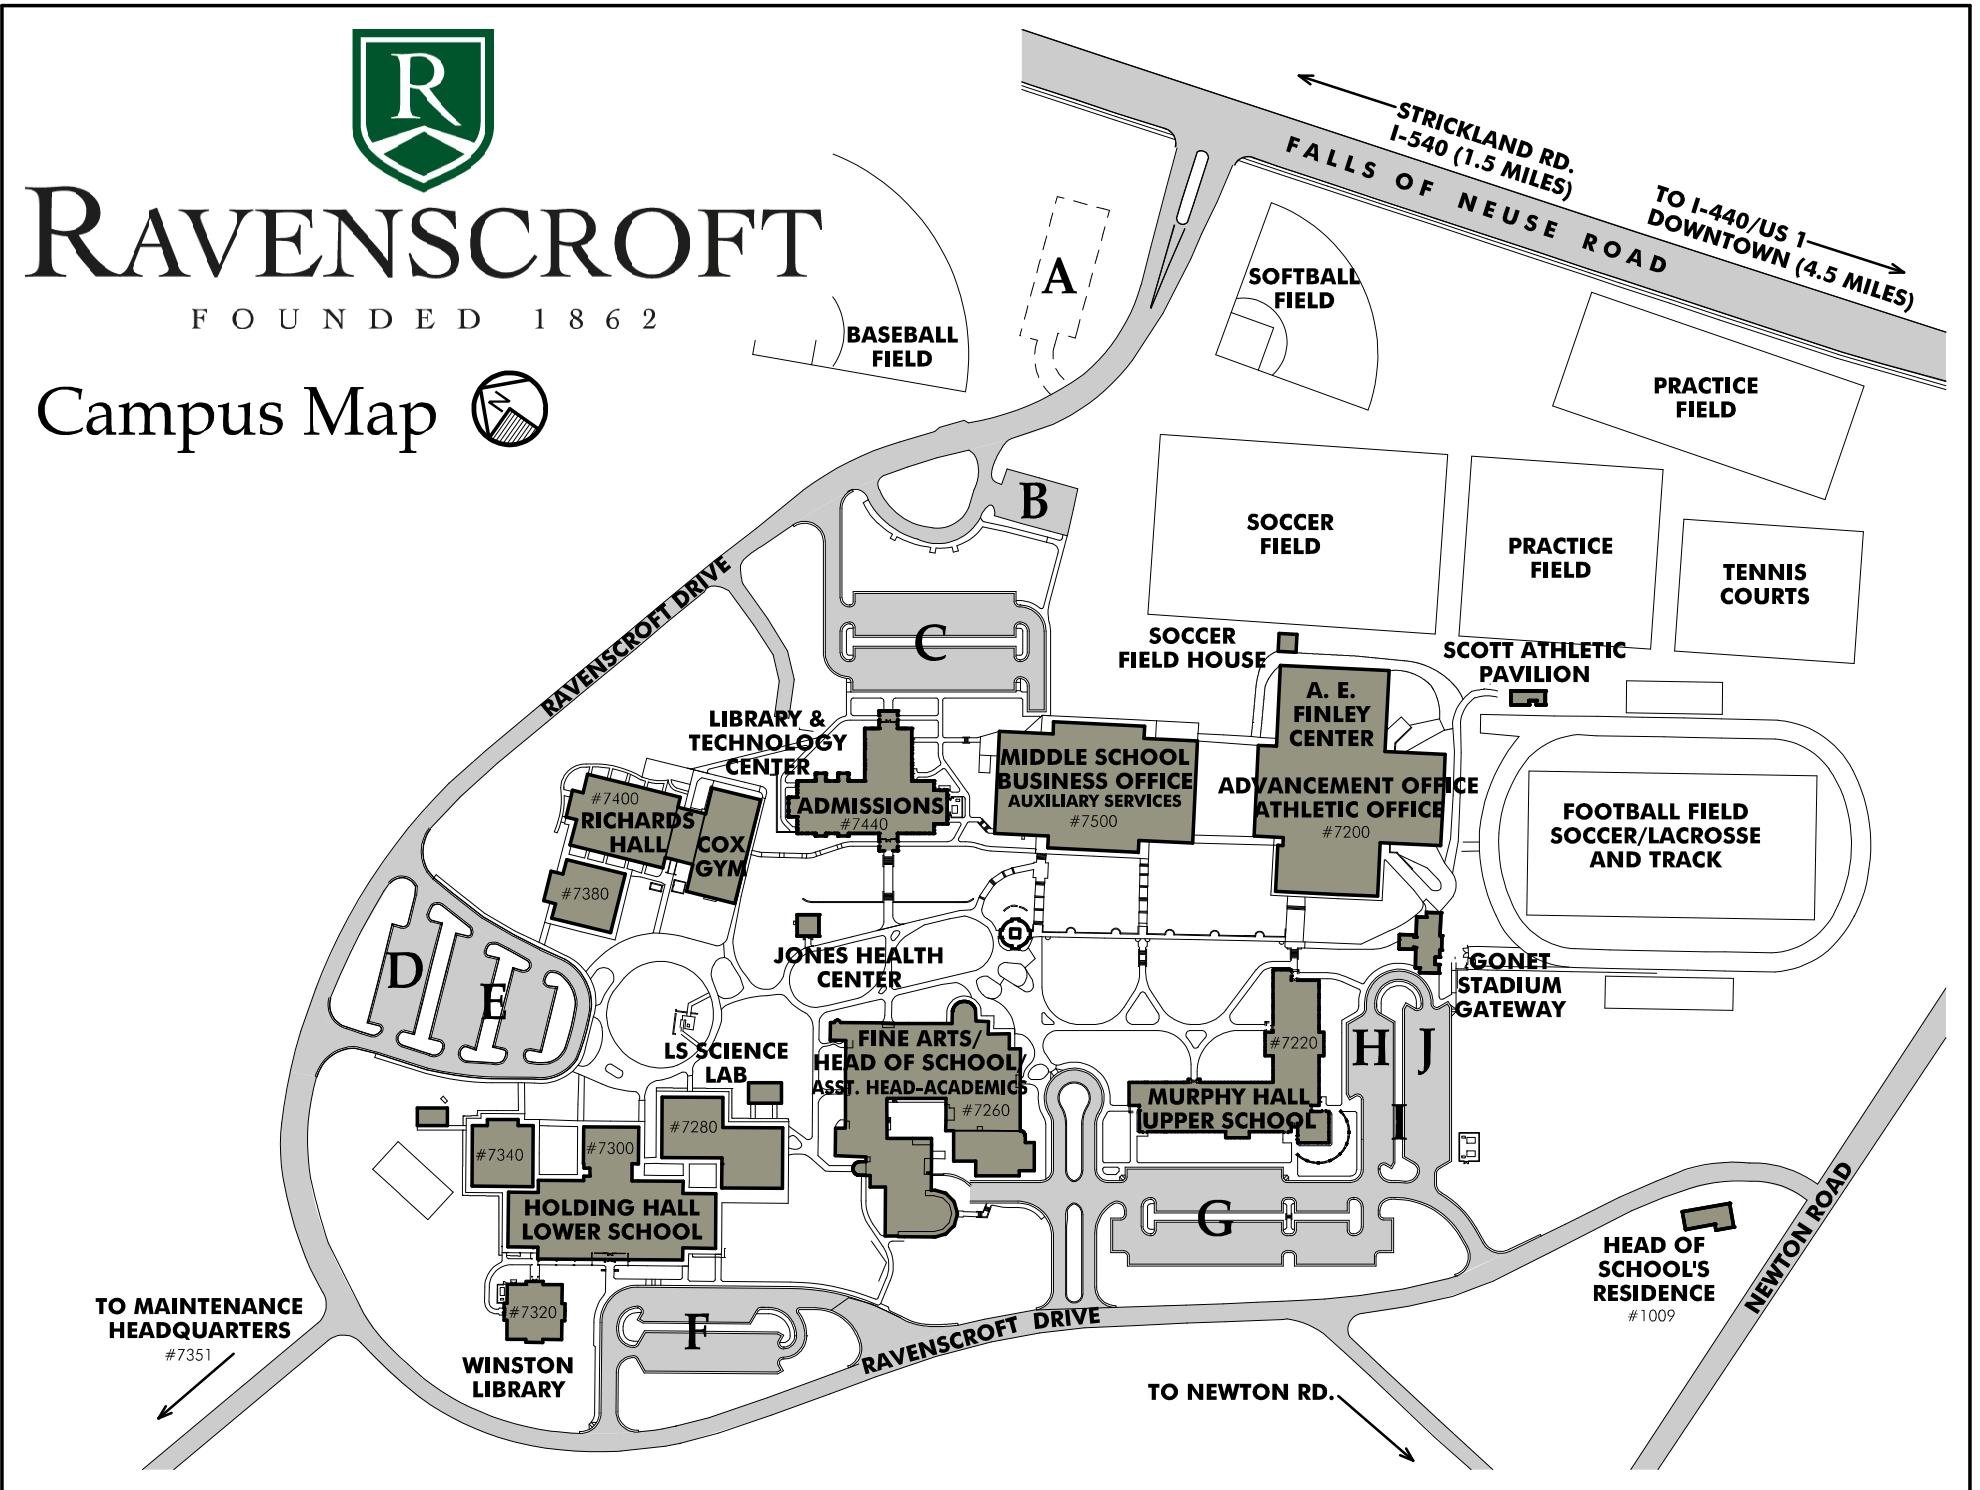 R
RAVENSCROFT
FOUNDED 1862
Campus Map
N
STRICKLAND RD.
I-540 (1.5 MILES)
FALLS OF NEUSE ROAD
TO I-440/US 1
DOWNTOWN (4.5 MILES)
A
SOFTBALL
FIELD
BASEBALL
FIELD
PRACTICE
FIELD
B
SOCCER
FIELD
PRACTICE
FIELD
TENNIS
COURTS
RAVENSCROFT DRIVE
C
SOCCER
FIELD HOUSE
SCOTT ATHLETIC
PAVILION
LIBRARY &
TECHNOLOGY
CENTER
A. E.
FINLEY
CENTER
MIDDLE SCHOOL
BUSINESS OFFICE
AUXILIARY SERVICES
#7500
ADVANCEMENT OFFICE
ATHLETIC OFFICE
#7200
ADMISSIONS
#7440
#7400
RICHARDS
HALL
COX
GYM
FOOTBALL FIELD
SOCCER/LACROSSE
AND TRACK
#7380
JONES HEALTH
CENTER
D
E
GONET
STADIUM
GATEWAY
LS SCIENCE
LAB
FINE ARTS/
HEAD OF SCHOOL/
ASST. HEAD-ACADEMICS
#7260
#7220
H
J
MURPHY HALL
UPPER SCHOOL
I
#7280
#7300
#7340
HOLDING HALL
LOWER SCHOOL
G
NEWTON ROAD
HEAD OF
SCHOOL'S
RESIDENCE
#1009
TO MAINTENANCE
HEADQUARTERS
#7351
#7320
WINSTON
LIBRARY
F
RAVENSCROFT DRIVE
TO NEWTON RD.